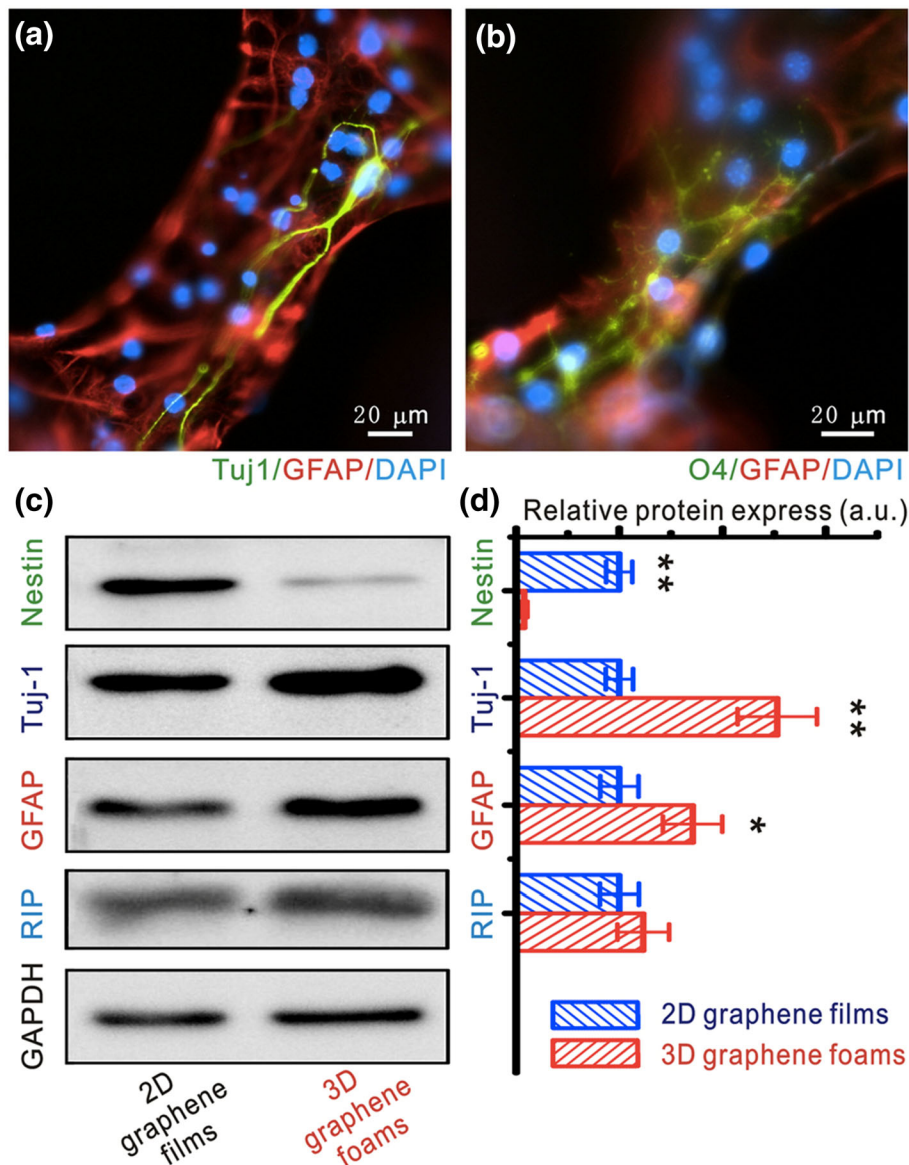 (a)
20 μm
Tuj1/GFAP/DAPI
(b)
20 μm
O4/GFAP/DAPI
(c)
Nestin
Tuj-1
GFAP
RIP
GAPDH
2D
graphene
films
3D
graphene
foams
(d)
Relative protein express (a.u.)
Nestin
**
Tuj-1
**
GFAP
*
RIP
2D graphene films
3D graphene foams